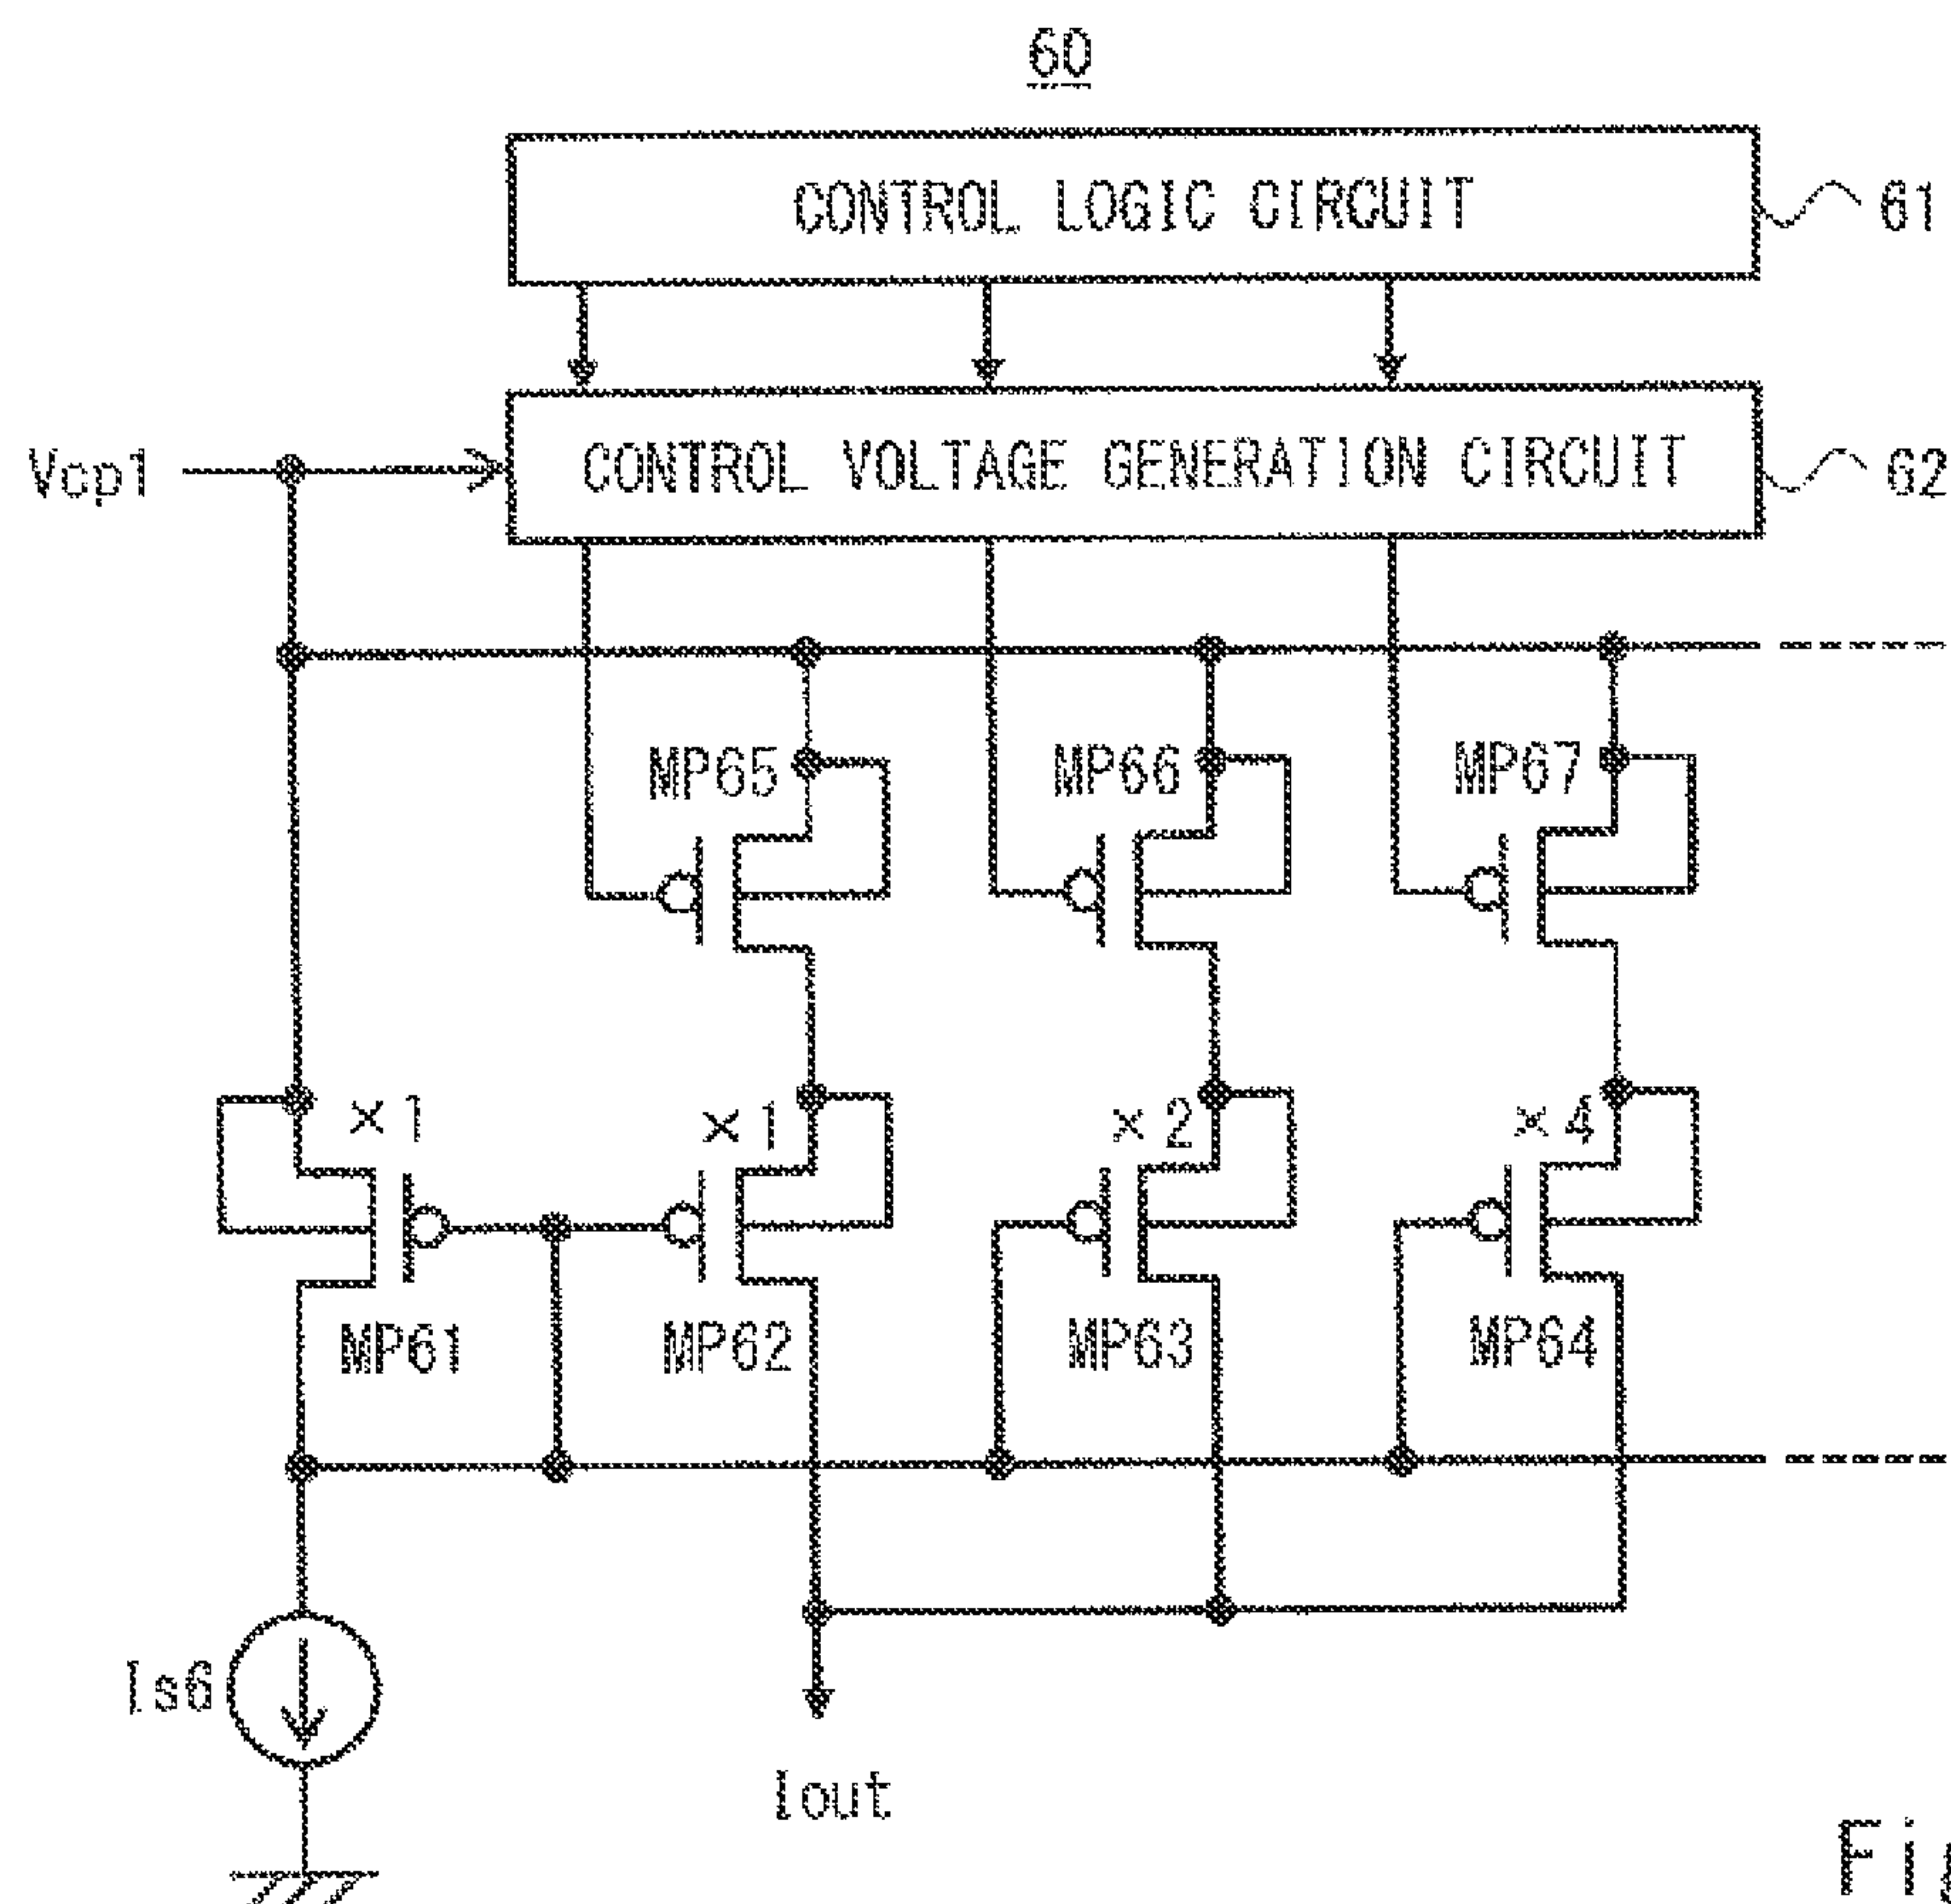 60
CONTROL LOGIC CIRCUIT
61
Vcp1
CONTROL VOLTAGE GENERATION CIRCUIT
62
MP65
MP66
MP67
×1
×1
×2
×4
MP61
MP62
MP63
MP64
Is6
Iout